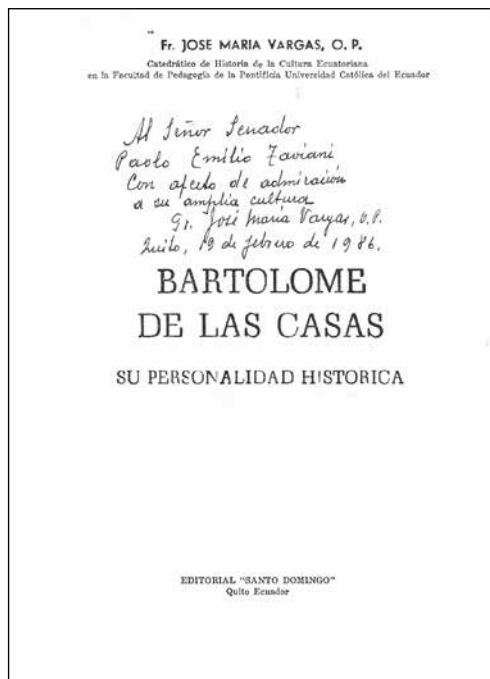 Fr. JOSE MARIA VARGAS, O. P.
Catedrático de Historia de la Cultura Ecuatoriana
en la Facultad de Pedagogía de la Pontificia Universidad Católica del Ecuador
Al Señor Senador
Paolo Emilio Taviani,
Con afecto de admiración
a su amplia cultura
Fr. José María Vargas, O.P.
Quito, 19 de febrero de 1986.
BARTOLOME
DE LAS CASAS
SU PERSONALIDAD HISTORICA
EDITORIAL "SANTO DOMINGO"
Quito Ecuador